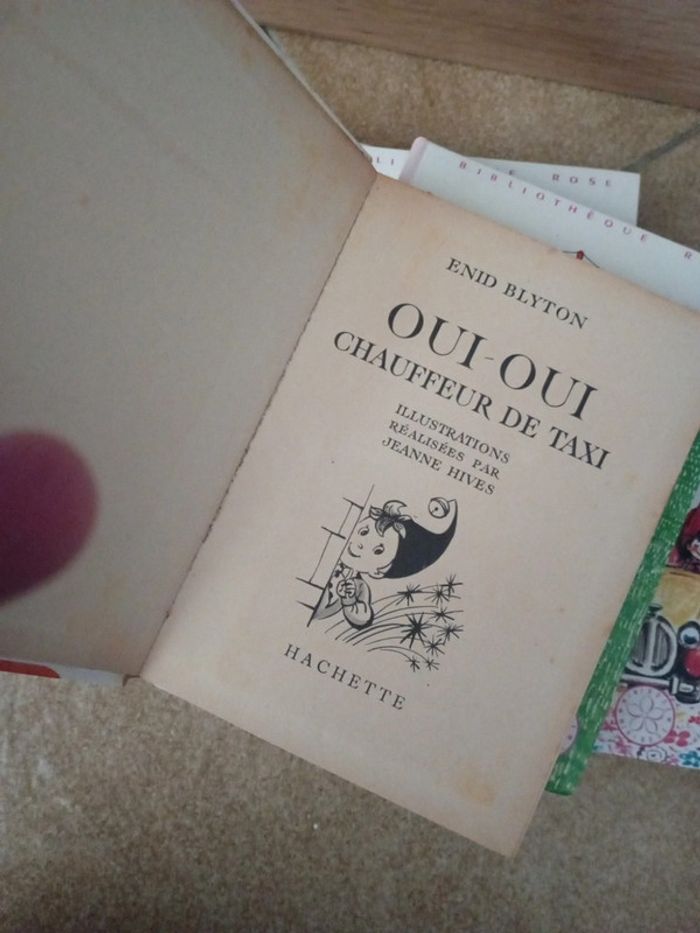 ENID BLYTON
OUI-OUI
CHAUFFEUR DE TAXI
ILLUSTRATIONS
RÉALISÉES PAR
JEANNE HIVES
HACHETTE
ROSE
BIBLIOTHÈQUE R